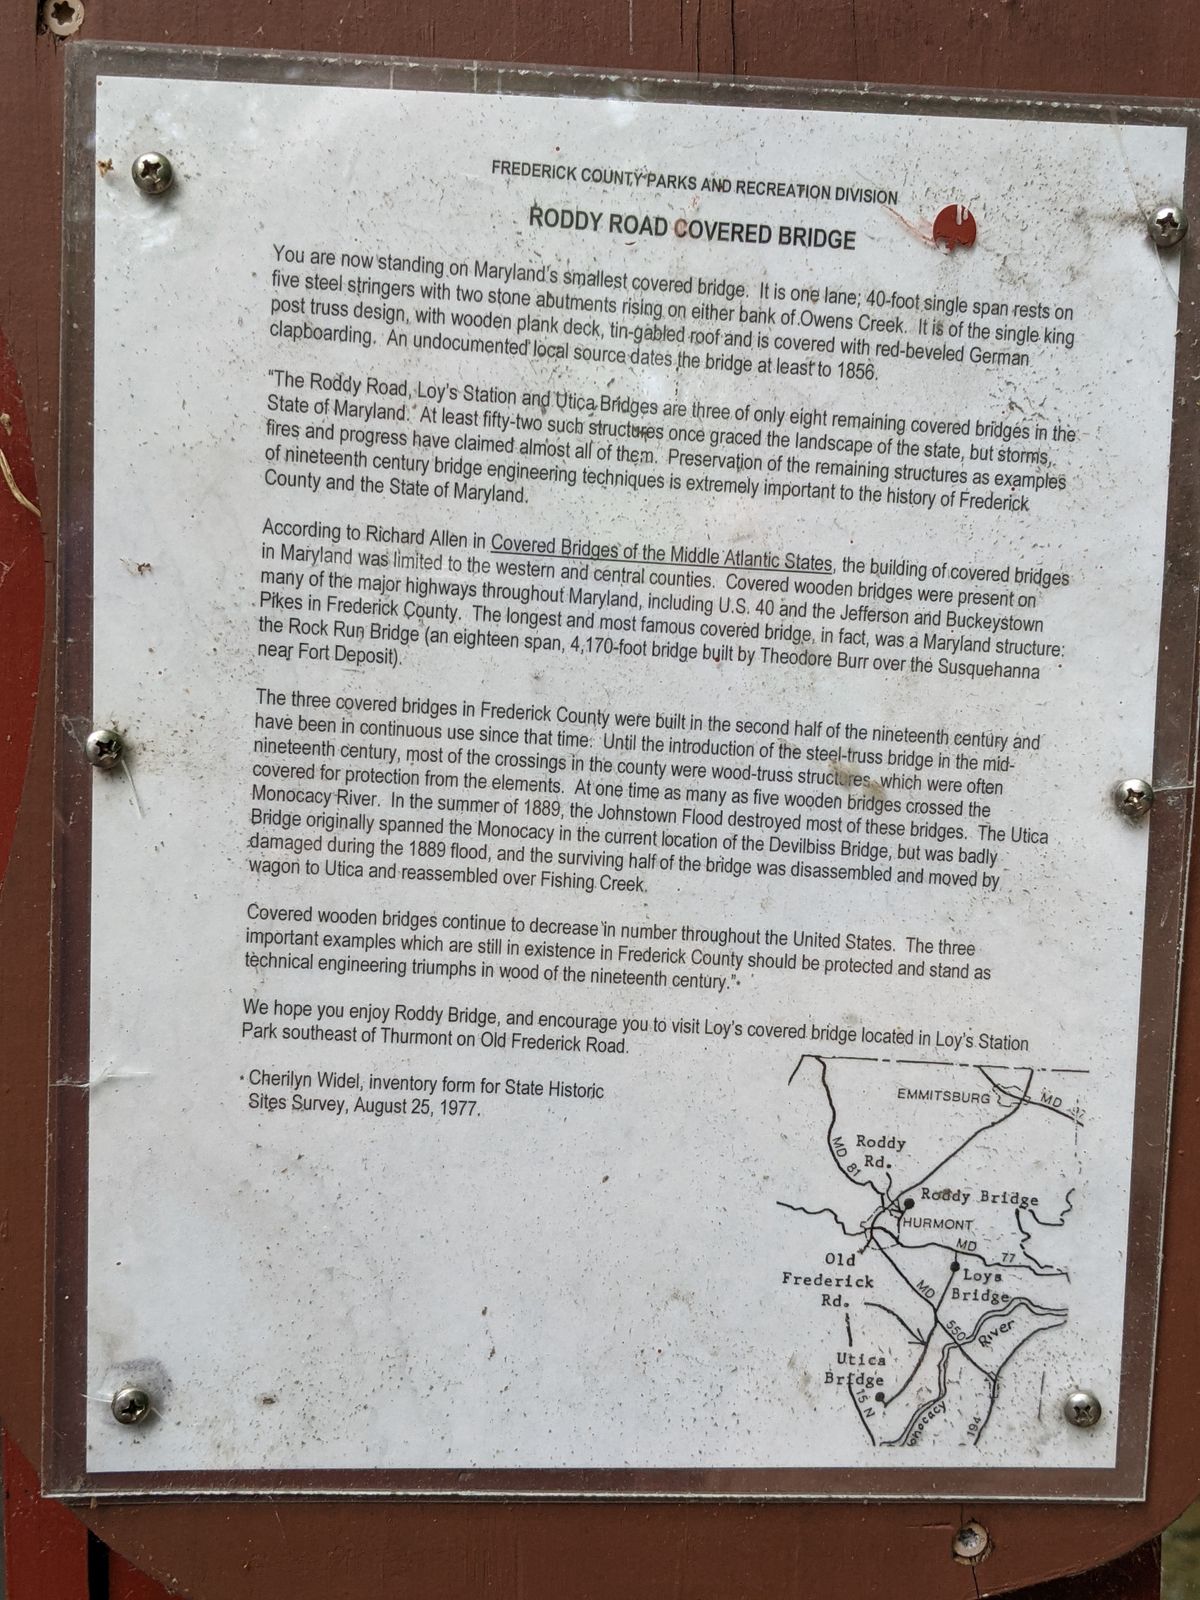 FREDERICK COUNTY PARKS AND RECREATION DIVISION
RODDY ROAD COVERED BRIDGE
You are now standing on Maryland's smallest covered bridge. It is one lane; 40-foot single span rests on
five steel stringers with two stone abutments rising on either bank of Owens Creek. It is of the single king
post truss design, with wooden plank deck, tin-gabled roof and is covered with red-beveled German
clapboarding. An undocumented local source dates the bridge at least to 1856.
"The Roddy Road, Loy's Station and Utica Bridges are three of only eight remaining covered bridges in the
State of Maryland. At least fifty-two such structures once graced the landscape of the state, but storms,
fires and progress have claimed almost all of them. Preservation of the remaining structures as examples
of nineteenth century bridge engineering techniques is extremely important to the history of Frederick
County and the State of Maryland.
According to Richard Allen in Covered Bridges of the Middle Atlantic States, the building of covered bridges
in Maryland was limited to the western and central counties. Covered wooden bridges were present on
many of the major highways throughout Maryland, including U.S. 40 and the Jefferson and Buckeystown
Pikes in Frederick County. The longest and most famous covered bridge, in fact, was a Maryland structure:
the Rock Run Bridge (an eighteen span, 4,170-foot bridge built by Theodore Burr over the Susquehanna
near Fort Deposit).
The three covered bridges in Frederick County were built in the second half of the nineteenth century and
have been in continuous use since that time. Until the introduction of the steel-truss bridge in the mid-
nineteenth century, most of the crossings in the county were wood-truss structures, which were often
covered for protection from the elements. At one time as many as five wooden bridges crossed the
Monocacy River. In the summer of 1889, the Johnstown Flood destroyed most of these bridges. The Utica
Bridge originally spanned the Monocacy in the current location of the Devilbiss Bridge, but was badly
damaged during the 1889 flood, and the surviving half of the bridge was disassembled and moved by
wagon to Utica and reassembled over Fishing Creek.
Covered wooden bridges continue to decrease in number throughout the United States. The three
important examples which are still in existence in Frederick County should be protected and stand as
technical engineering triumphs in wood of the nineteenth century."*
We hope you enjoy Roddy Bridge, and encourage you to visit Loy's covered bridge located in Loy's Station
Park southeast of Thurmont on Old Frederick Road.
* Cherilyn Widel, inventory form for State Historic
Sites Survey, August 25, 1977.
EMMITSBURG
MD 97
MD 81
Roddy
Rd.
Roddy Bridge
HURMONT
MD 77
Old
Frederick
Rd.
Loys
Bridge
MD 550
River
Utica
Bridge
15 N
onocacy
194